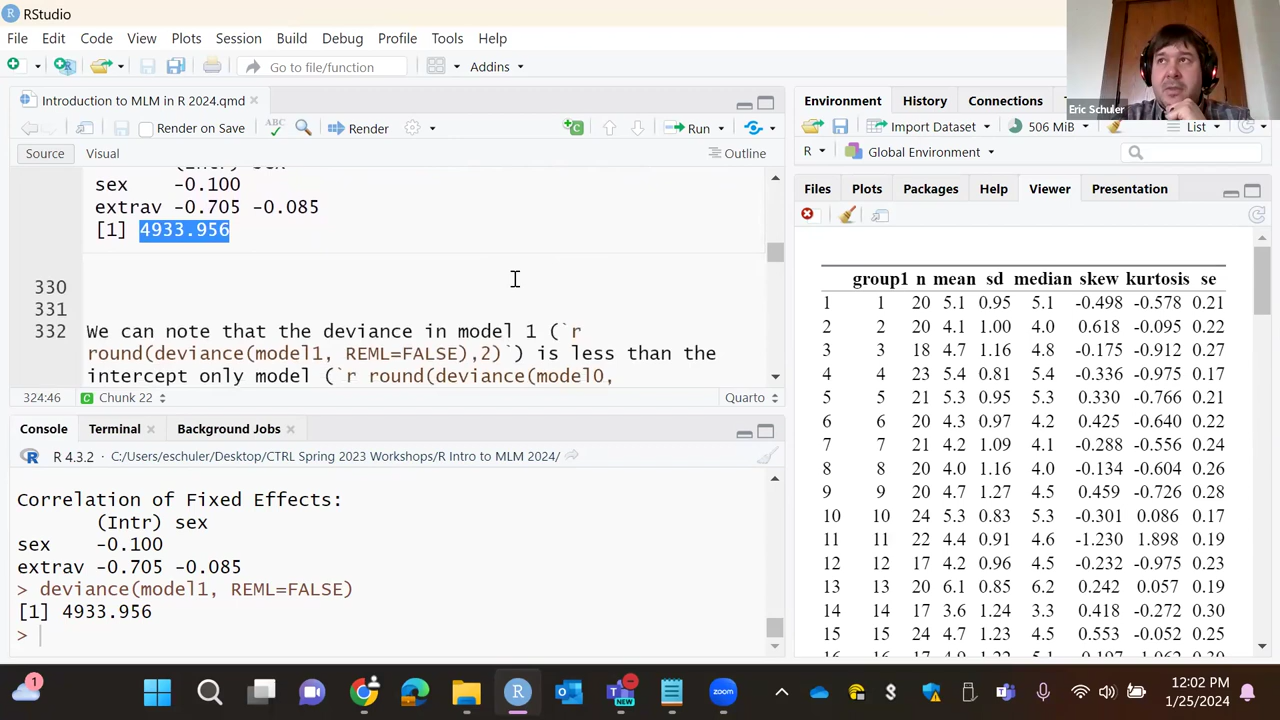 RStudio
File Edit Code View Plots Session Build Debug Profile Tools Help
Go to file/function
Addins
Introduction to MLM in R 2024.qmd
Render on Save
ABC
Render
Run
Source Visual
Outline
sex -0.100
extrav -0.705 -0.085
[1] 4933.956
330
331
332 We can note that the deviance in model 1 (`r
round(deviance(model1, REML=FALSE),2)`) is less than the
intercept only model (`r round(deviance(model0,
324:46 Chunk 22 Quarto
Console Terminal Background Jobs
R 4.3.2 · C:/Users/eschuler/Desktop/CTRL Spring 2023 Workshops/R Intro to MLM 2024/
Correlation of Fixed Effects:
(Intr) sex
sex -0.100
extrav -0.705 -0.085
> deviance(model1, REML=FALSE)
[1] 4933.956
>
Eric Schuler
Environment History Connections
Import Dataset 506 MiB List
R Global Environment
Files Plots Packages Help Viewer Presentation
group1 n mean sd median skew kurtosis se
1 1 20 5.1 0.95 5.1 -0.498 -0.578 0.21
2 2 20 4.1 1.00 4.0 0.618 -0.095 0.22
3 3 18 4.7 1.16 4.8 -0.175 -0.912 0.27
4 4 23 5.4 0.81 5.4 -0.336 -0.975 0.17
5 5 21 5.3 0.95 5.3 0.330 -0.766 0.21
6 6 20 4.3 0.97 4.2 0.425 -0.640 0.22
7 7 21 4.2 1.09 4.1 -0.288 -0.556 0.24
8 8 20 4.0 1.16 4.0 -0.134 -0.604 0.26
9 9 20 4.7 1.27 4.5 0.459 -0.726 0.28
10 10 24 5.3 0.83 5.3 -0.301 0.086 0.17
11 11 22 4.4 0.91 4.6 -1.230 1.898 0.19
12 12 17 4.2 0.96 4.5 -0.232 -0.975 0.23
13 13 20 6.1 0.85 6.2 0.242 0.057 0.19
14 14 17 3.6 1.24 3.3 0.418 -0.272 0.30
15 15 24 4.7 1.23 4.5 0.553 -0.052 0.25
1
NEW
zoom
12:02 PM
1/25/2024